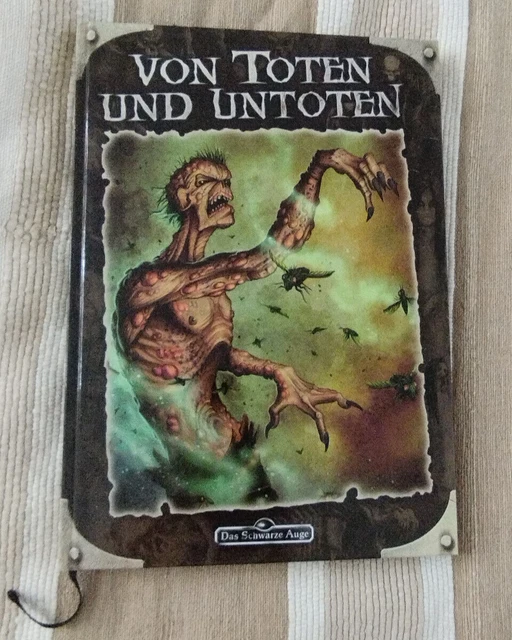 VON TOTEN
UND UNTOTEN
Das Schwarze Auge